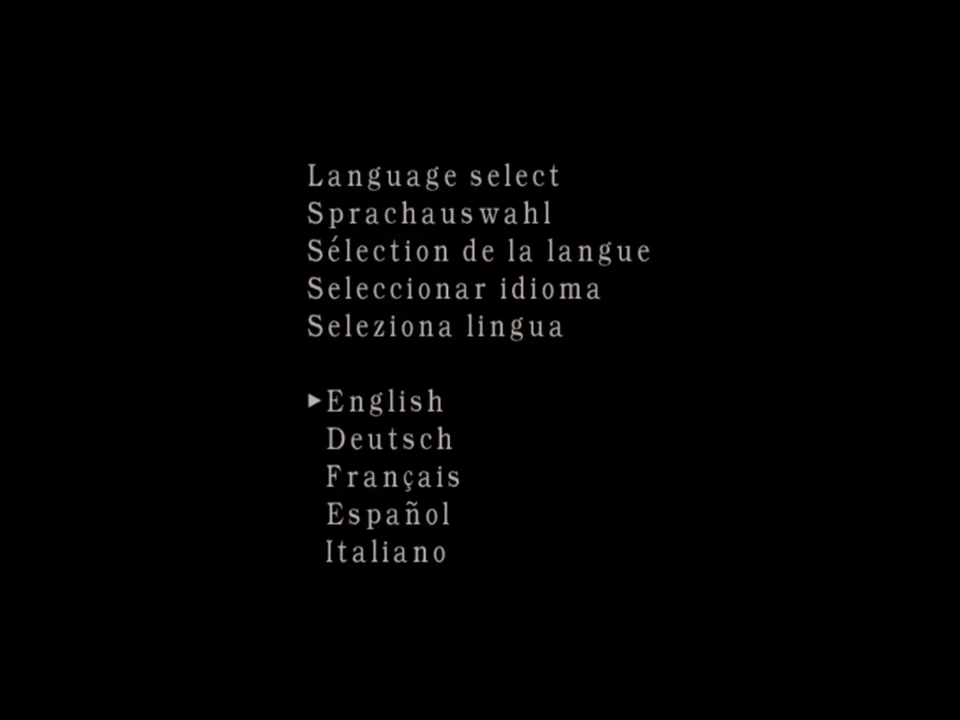 Language select
Sprachauswahl
Sélection de la langue
Seleccionar idioma
Seleziona lingua
▶English
Deutsch
Français
Español
Italiano